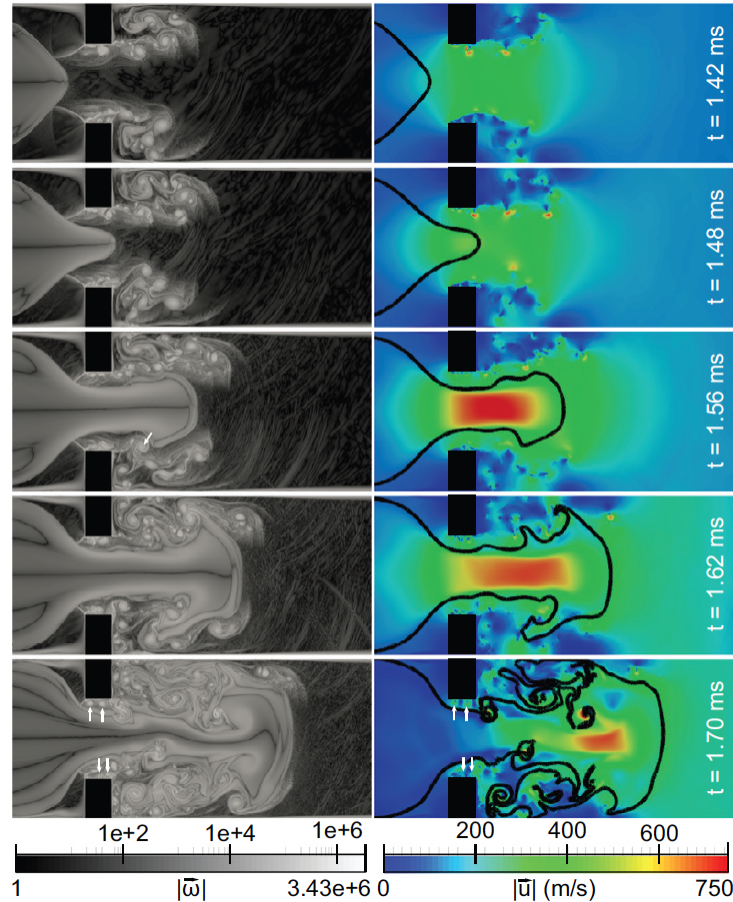 t = 1.42 ms
t = 1.48 ms
t = 1.56 ms
t = 1.62 ms
t = 1.70 ms
1e+2 1e+4 1e+6
1 |ω⃗| 3.43e+6
200 400 600
0 |u⃗| (m/s) 750